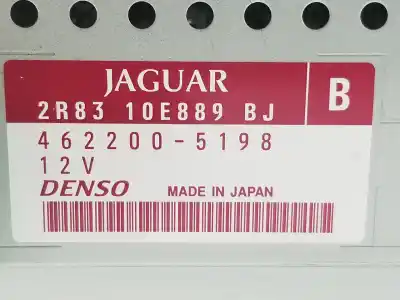 JAGUAR
2R83 10E889 BJ
B
462200-5198
12V
DENSO MADE IN JAPAN